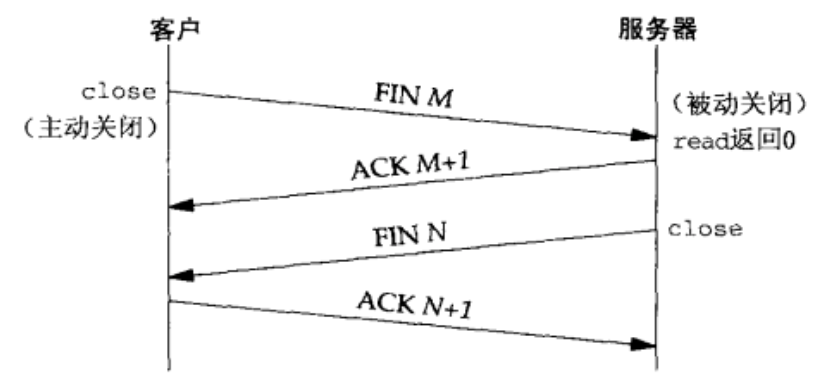 客户
服务器
close
（主动关闭）
FIN M
（被动关闭）
read返回0
ACK M+1
FIN N
close
ACK N+1